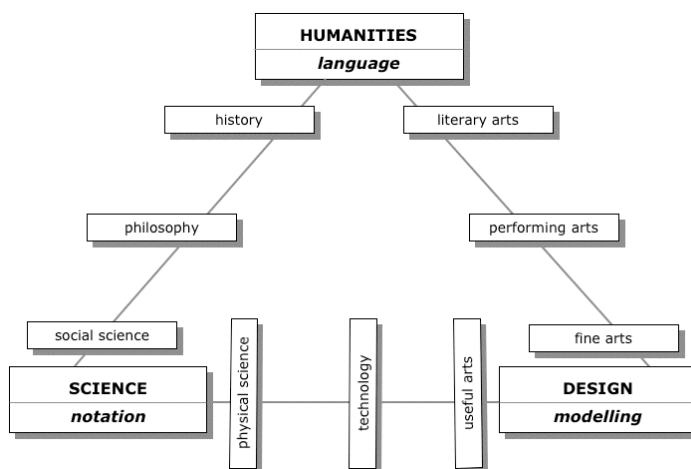 HUMANITIES
language
history
literary arts
philosophy
performing arts
social science
fine arts
SCIENCE
notation
physical science
technology
useful arts
DESIGN
modelling